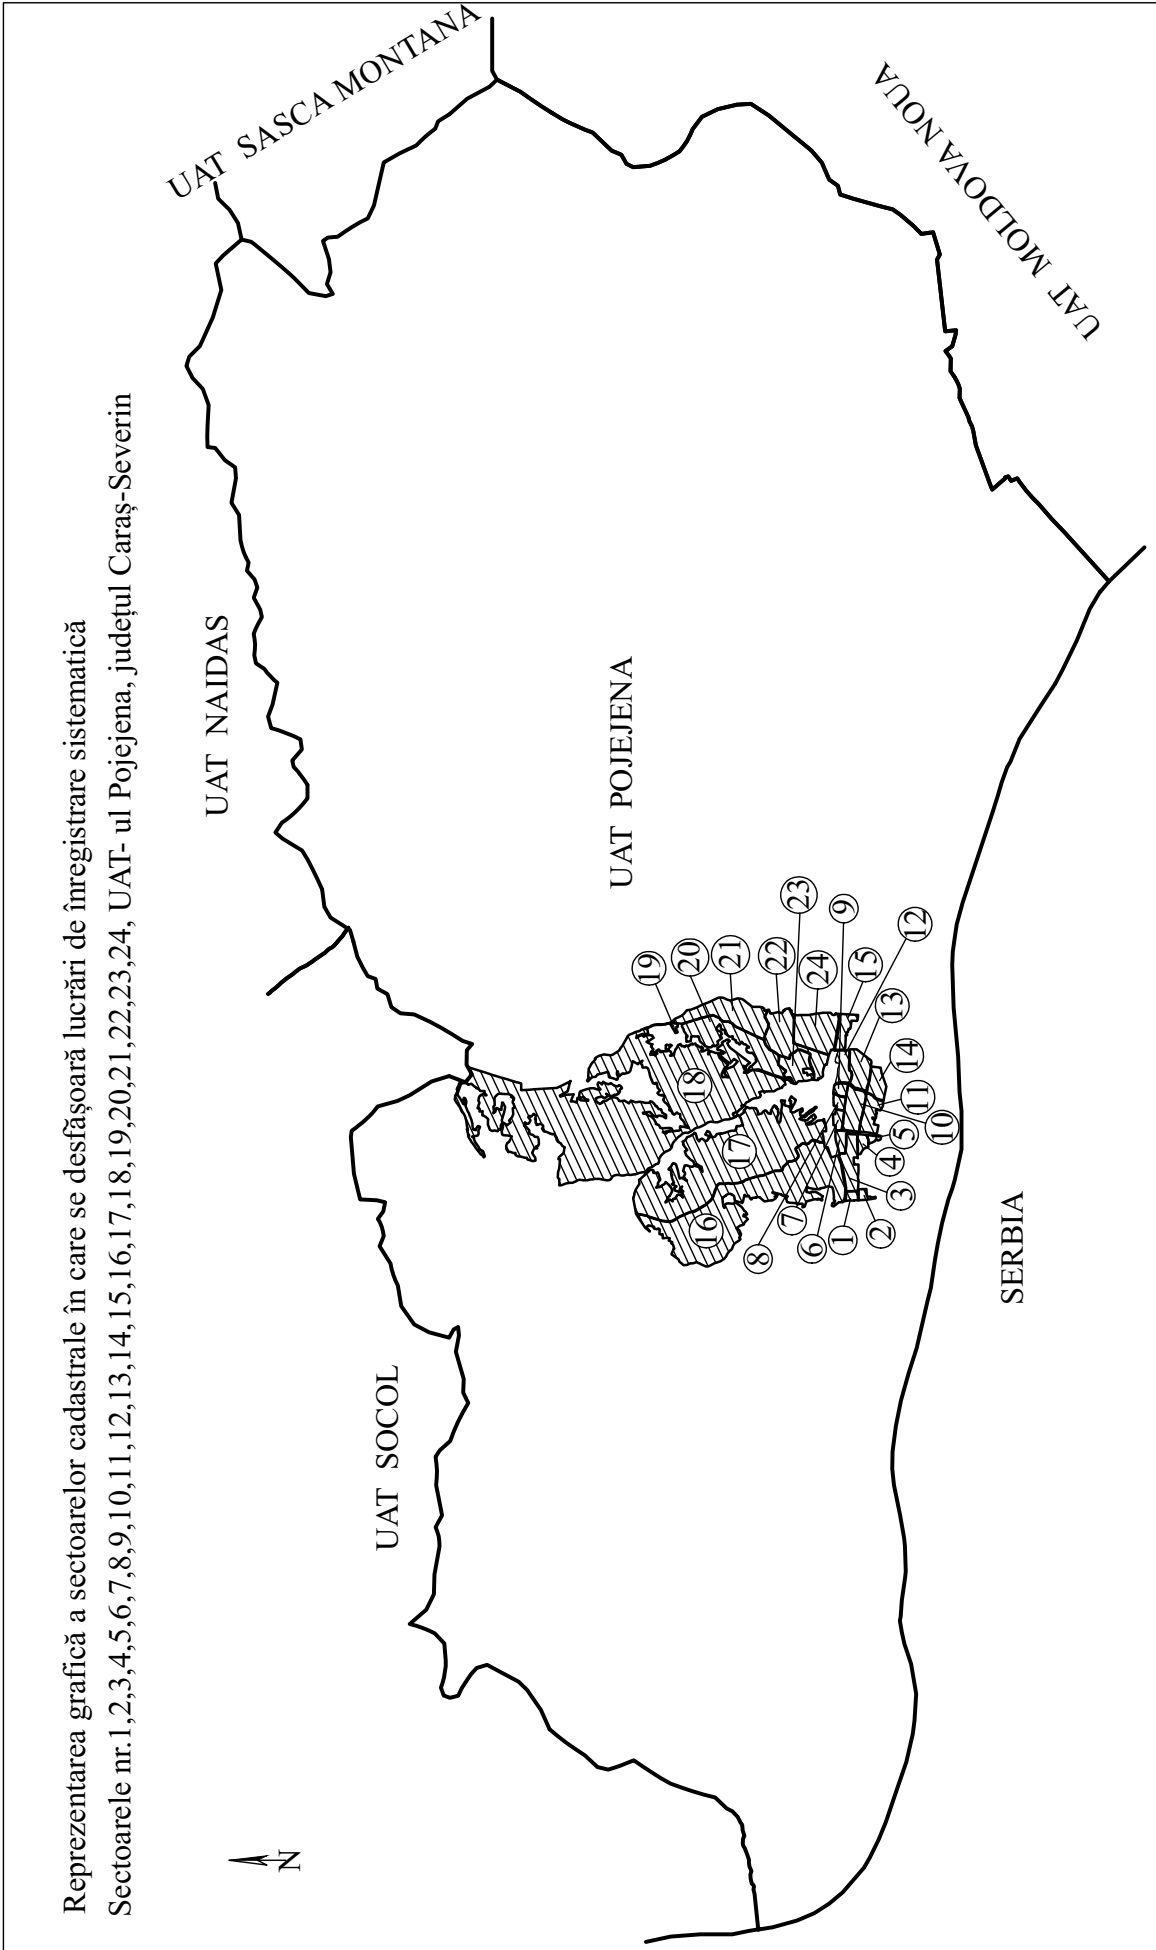 Reprezentarea grafică a sectoarelor cadastrale în care se desfășoară lucrări de înregistrare sistematică
Sectoarele nr.1,2,3,4,5,6,7,8,9,10,11,12,13,14,15,16,17,18,19,20,21,22,23,24, UAT- ul Pojejena, județul Caraș-Severin
N
UAT SASCA MONTANA
UAT NAIDAS
UAT SOCOL
UAT POJEJENA
UAT MOLDOVA NOUA
SERBIA
19
20
21
22
23
24
9
15
12
13
14
11
10
5
4
3
2
1
6
7
8
16
17
18